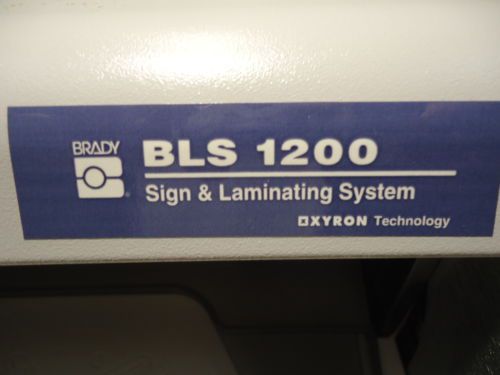 BRADY
BLS 1200
Sign & Laminating System
XYRON Technology